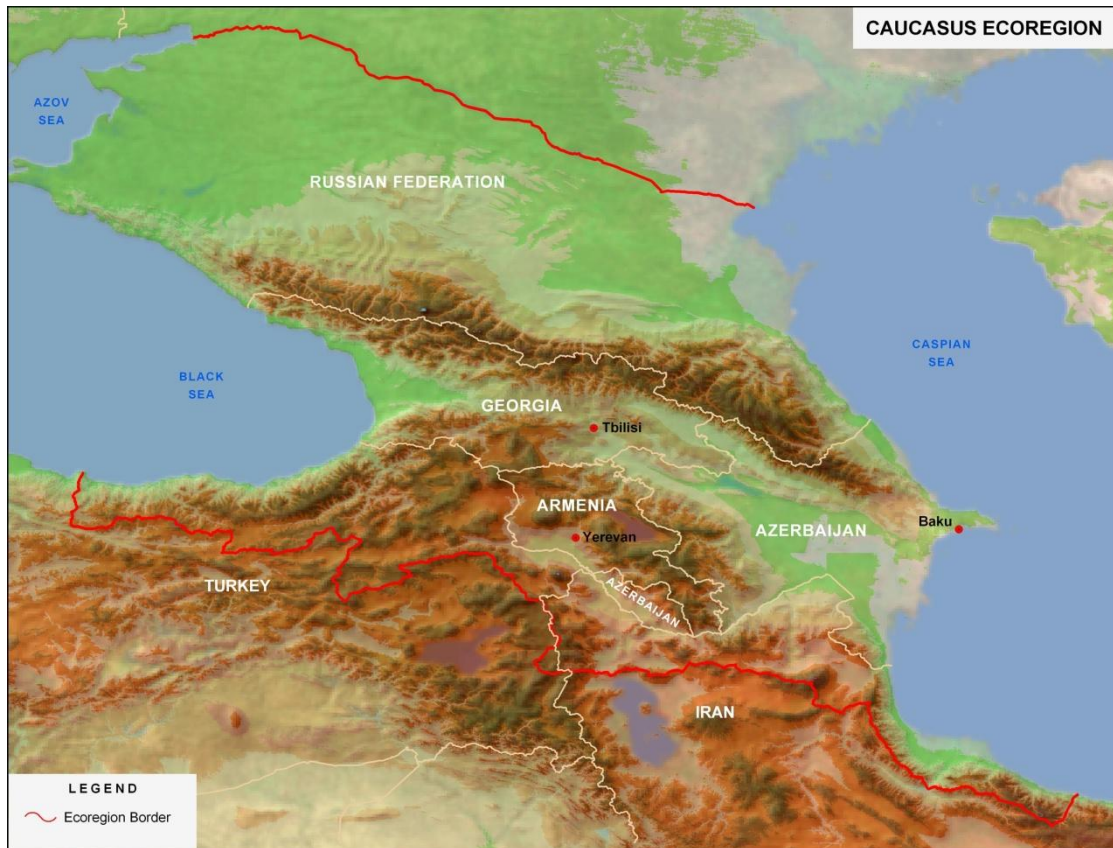 CAUCASUS ECOREGION
AZOV
SEA
RUSSIAN FEDERATION
CASPIAN
SEA
BLACK
SEA
GEORGIA
Tbilisi
ARMENIA
Baku
AZERBAIJAN
Yerevan
TURKEY
AZERBAIJAN
IRAN
LEGEND
Ecoregion Border